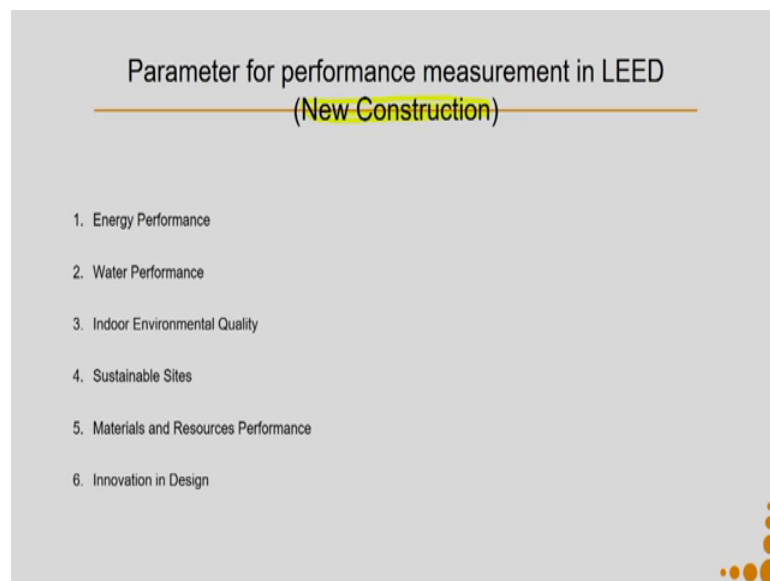 Parameter for performance measurement in LEED
(New Construction)
1. Energy Performance
2. Water Performance
3. Indoor Environmental Quality
4. Sustainable Sites
5. Materials and Resources Performance
6. Innovation in Design